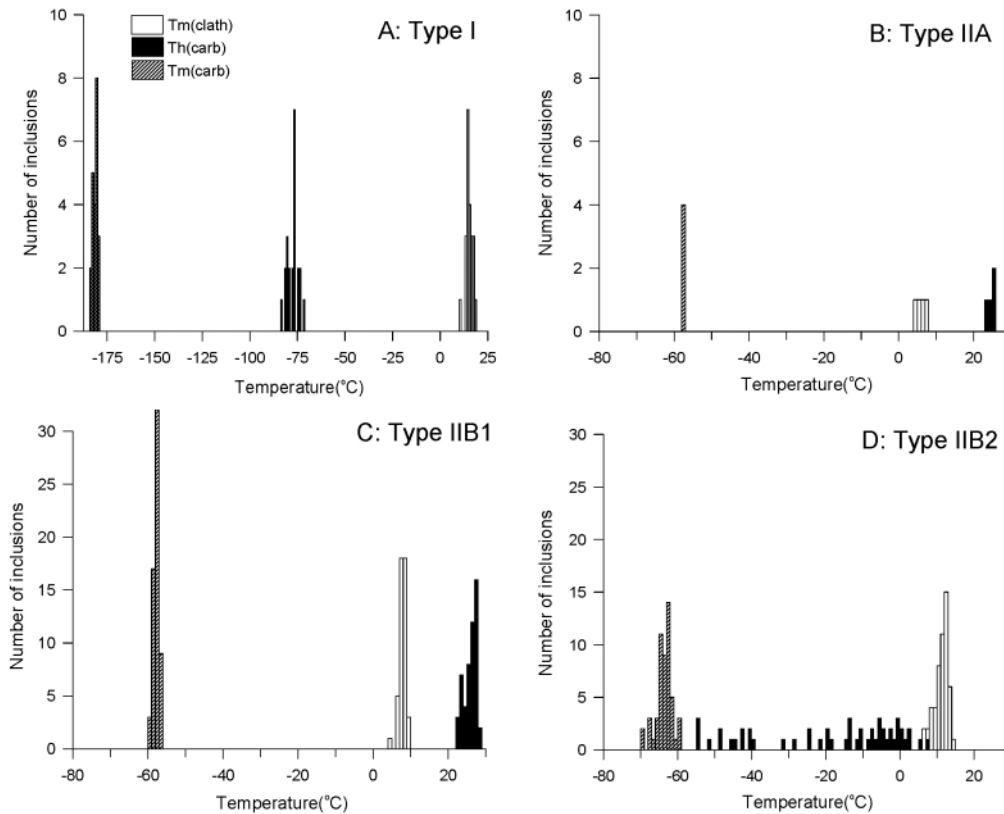 A: Type I
Tm(clath)
Th(carb)
Tm(carb)
Number of inclusions
10
8
6
4
2
0
-175 -150 -125 -100 -75 -50 -25 0 25
Temperature(°C)
B: Type IIA
Number of inclusions
10
8
6
4
2
0
-80 -60 -40 -20 0 20
Temperature(°C)
C: Type IIB1
Number of inclusions
30
25
20
15
10
5
0
-80 -60 -40 -20 0 20
Temperature(°C)
D: Type IIB2
Number of inclusions
30
25
20
15
10
5
0
-80 -60 -40 -20 0 20
Temperature(°C)